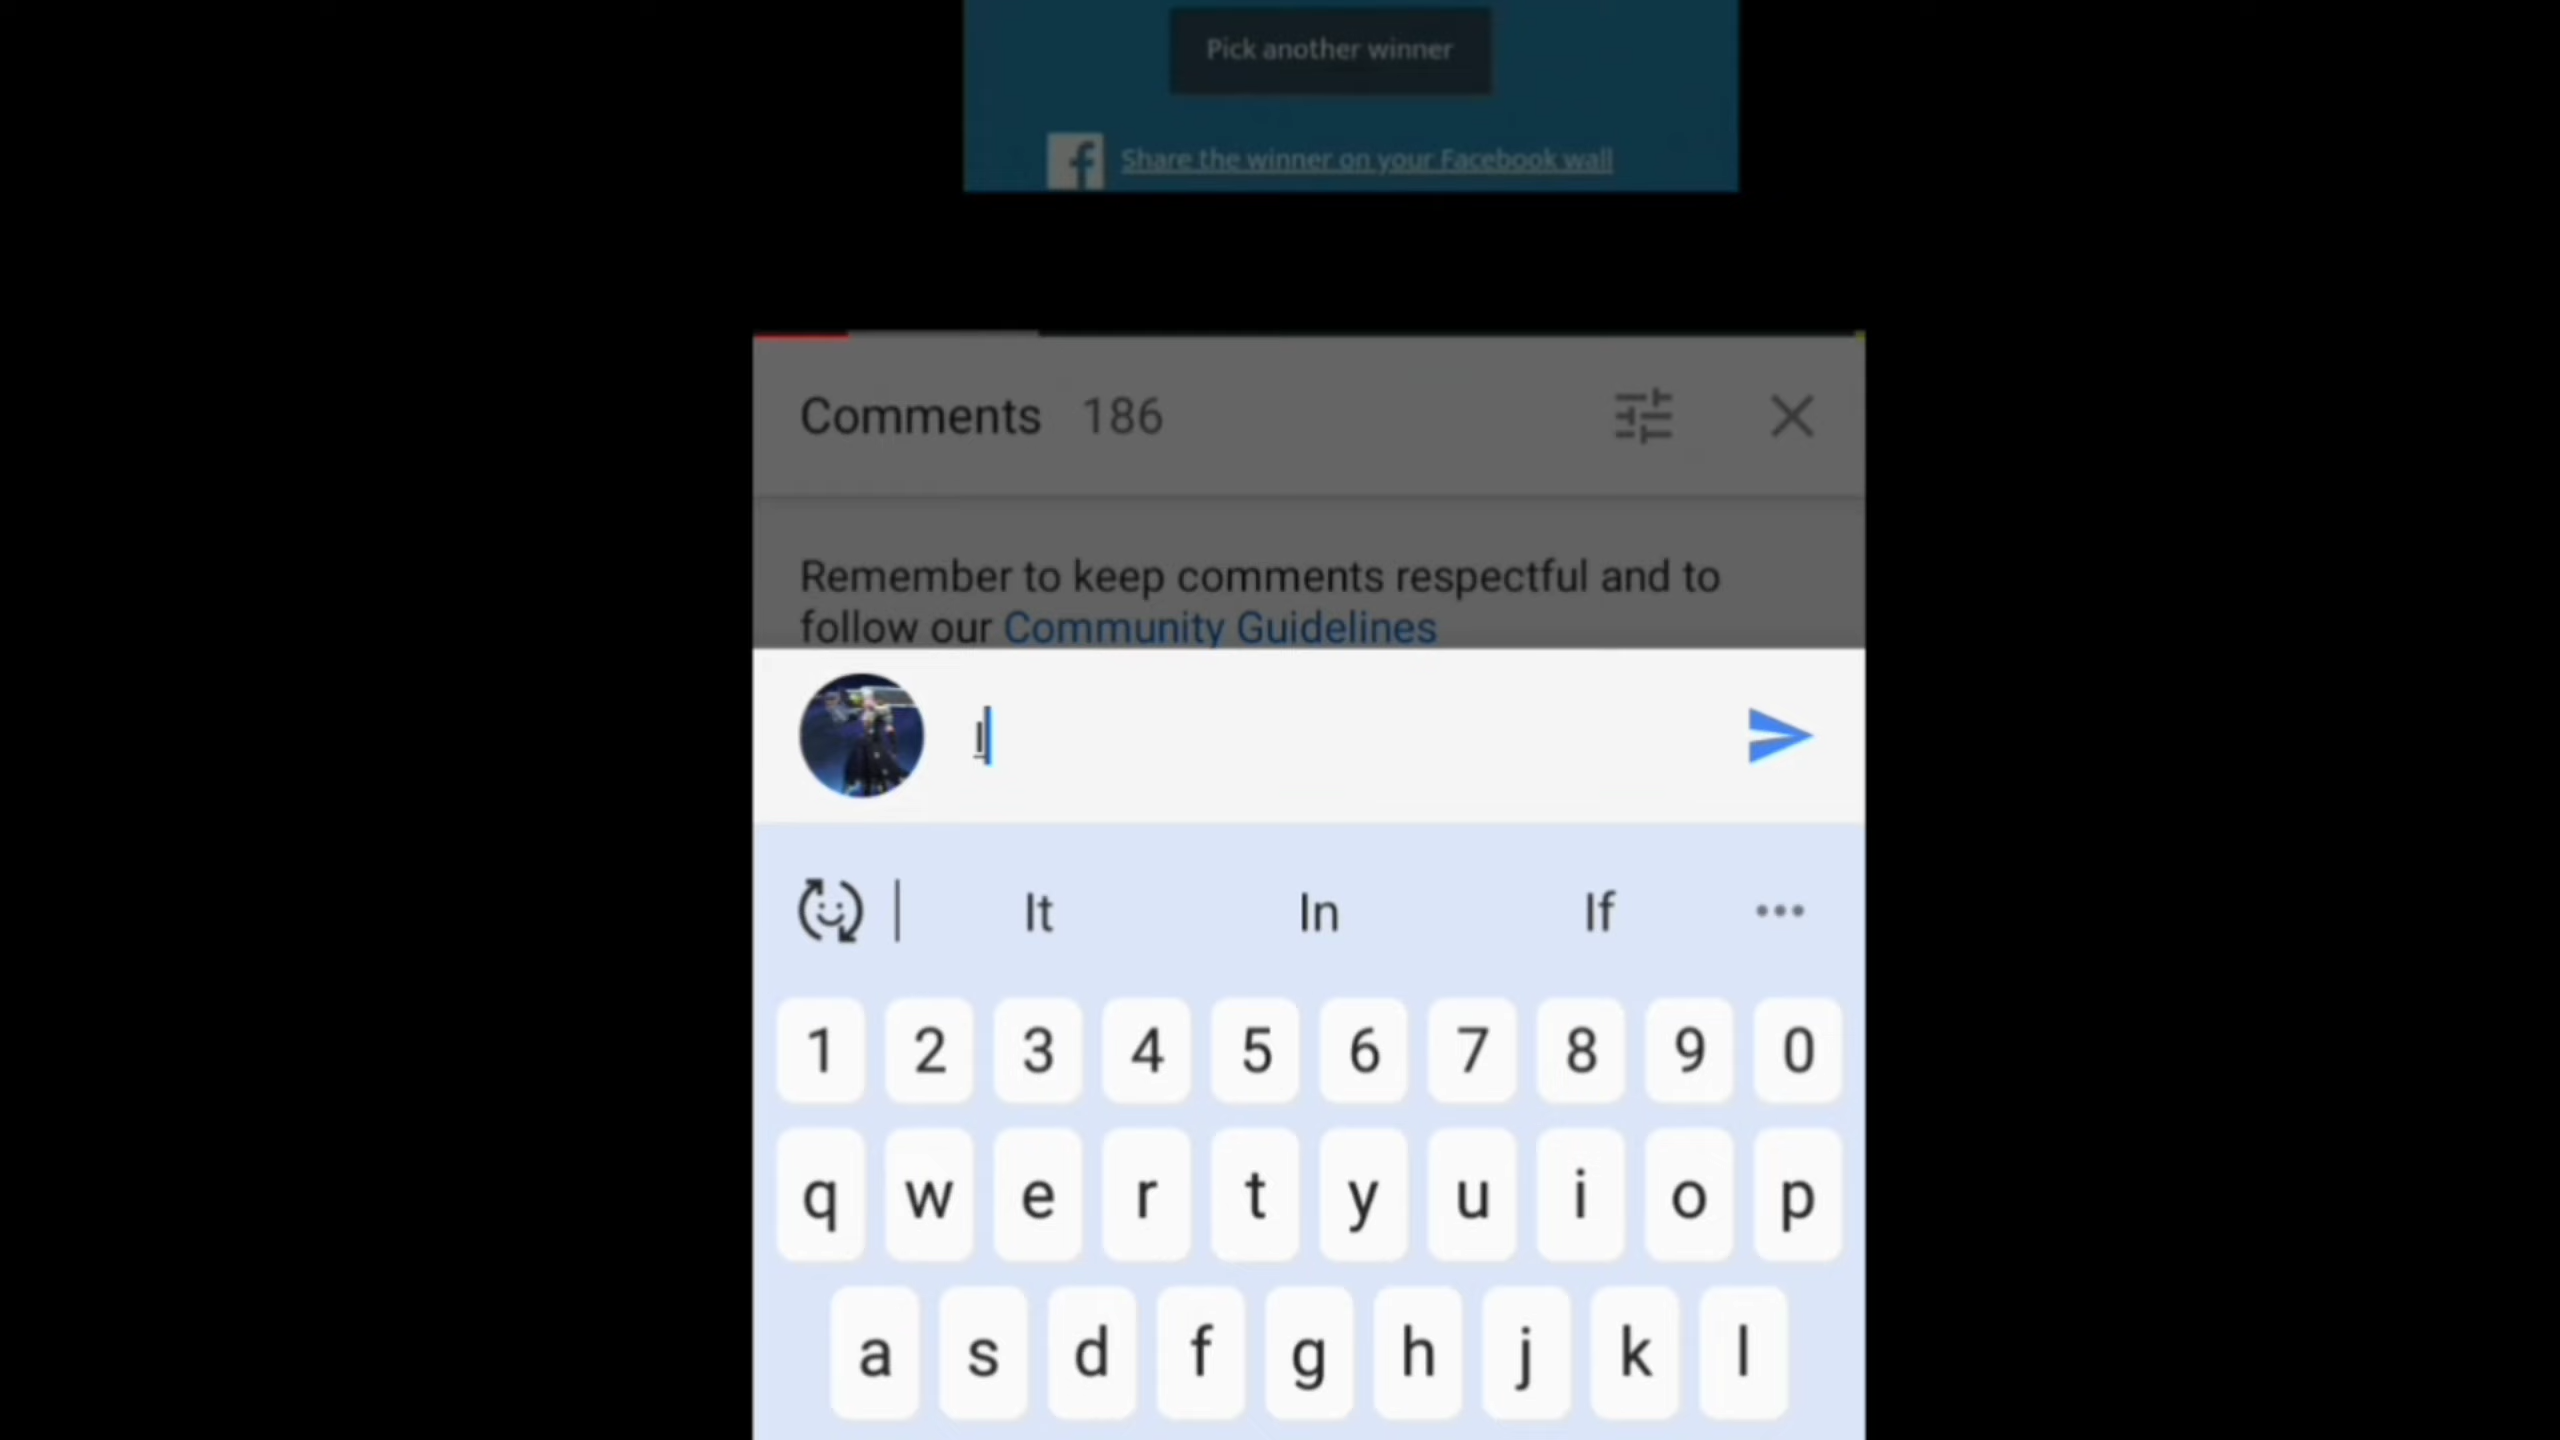 Pick another winner
Share the winner on your Facebook wall
Comments 186
Remember to keep comments respectful and to
follow our Community Guidelines
I
It In If
1 2 3 4 5 6 7 8 9 0
q w e r t y u i o p
a s d f g h j k l